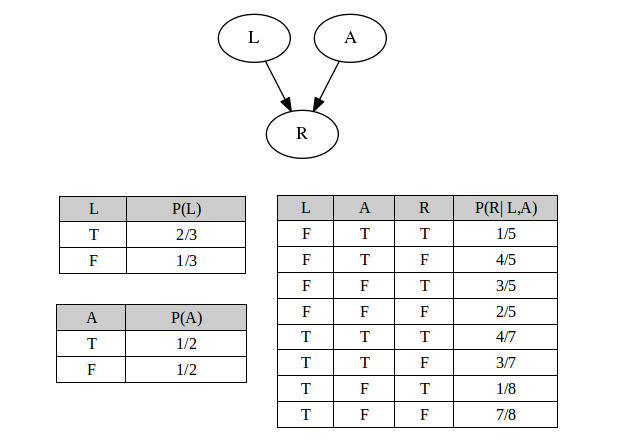 L A
R
L P(L)
T 2/3
F 1/3
A P(A)
T 1/2
F 1/2
L A R P(R| L,A)
F T T 1/5
F T F 4/5
F F T 3/5
F F F 2/5
T T T 4/7
T T F 3/7
T F T 1/8
T F F 7/8